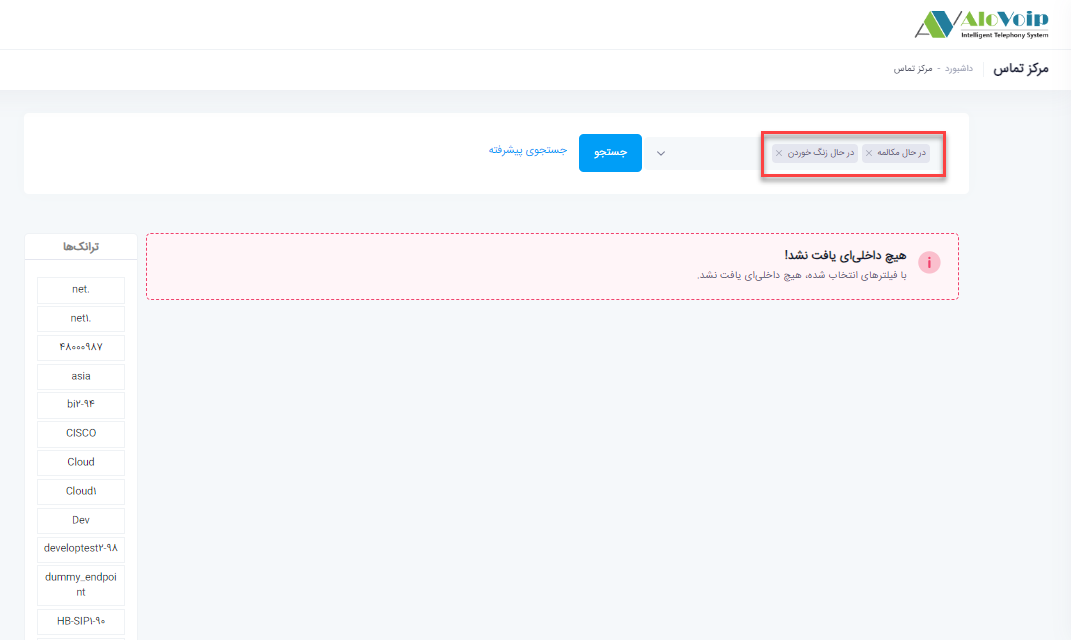 AloVoip
Intelligent Telephony System
مرکز تماس
داشبورد - مرکز تماس
در حال مکالمه × در حال زنگ خوردن ×
جستجو
جستجوی پیشرفته
هیچ داخلی‌ای یافت نشد!
با فیلترهای انتخاب شده، هیچ داخلی‌ای یافت نشد.
ترانک‌ها
net.
net۱.
۴۸۰۰۰۹۸۷
asia
bi۲-۹۴
CISCO
Cloud
Cloud۱
Dev
developtest۲-۹۸
dummy_endpoi
nt
HB-SIP۱-۹۰